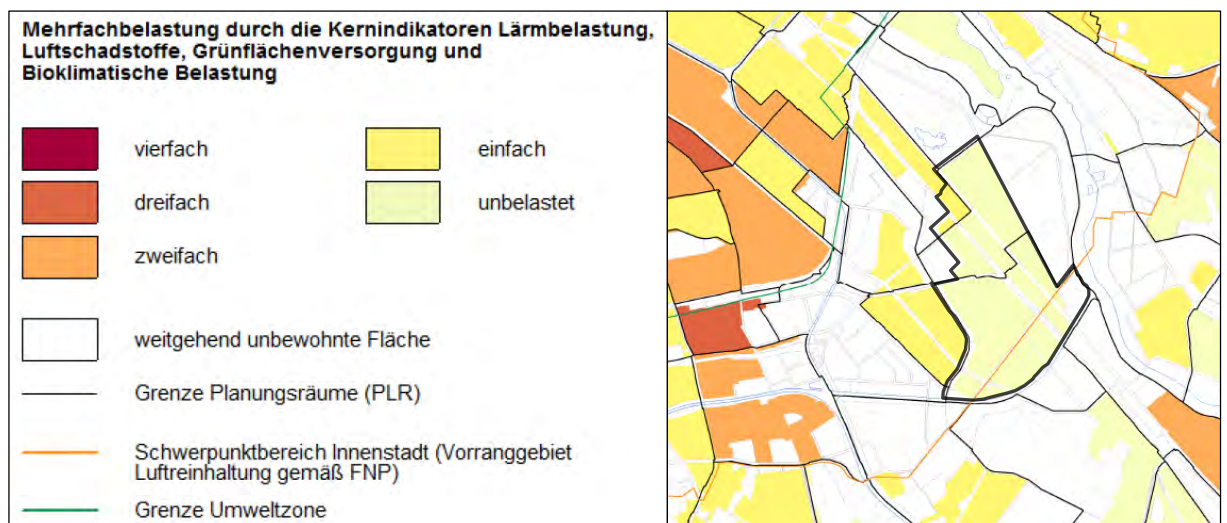 Mehrfachbelastung durch die Kernindikatoren Lärmbelastung,
Luftschadstoffe, Grünflächenversorgung und
Bioklimatische Belastung
vierfach
dreifach
zweifach
einfach
unbelastet
weitgehend unbewohnte Fläche
Grenze Planungsräume (PLR)
Schwerpunktbereich Innenstadt (Vorranggebiet
Luftreinhaltung gemäß FNP)
Grenze Umweltzone